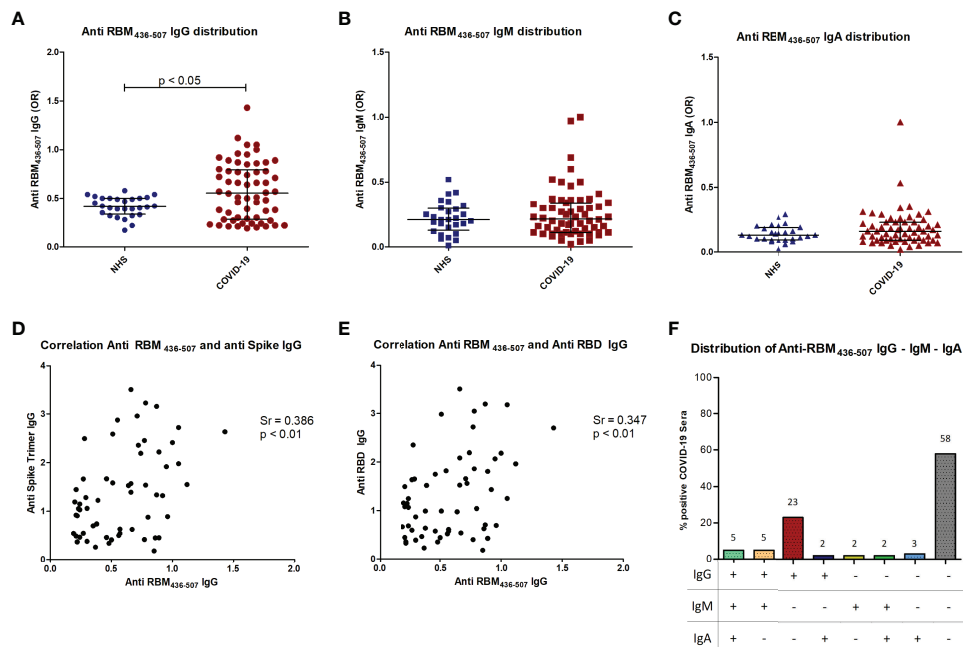 A
Anti RBM436-507 IgG distribution
Anti RBM436-507 IgG (OR)
2.0
1.5
1.0
0.5
0.0
p < 0.05
NHS
COVID-19
B
Anti RBM436-507 IgM distribution
Anti RBM436-507 IgM (OR)
1.5
1.0
0.5
0.0
NHS
COVID-19
C
Anti REM436-507 IgA distribution
Anti RBM436-507 IgA (OR)
1.5
1.0
0.5
0.0
NHS
COVID-19
D
Correlation Anti RBM 436-507 and anti Spike IgG
Anti Spike Trimer IgG
4
3
2
1
0
Sr = 0.386
p < 0.01
0.0
0.5
1.0
1.5
2.0
Anti RBM436-507 IgG
E
Correlation Anti RBM 436-507 and Anti RBD IgG
Anti RBD IgG
4
3
2
1
0
Sr = 0.347
p < 0.01
0.0
0.5
1.0
1.5
2.0
Anti RBM436-507 IgG
F
Distribution of Anti-RBM436-507 IgG - IgM - IgA
% positive COVID-19 Sera
100
80
60
40
20
0
5 5 23 2 2 2 3 58
IgG + + + + - - - -
IgM + + - - + + - -
IgA + - - + - + + -